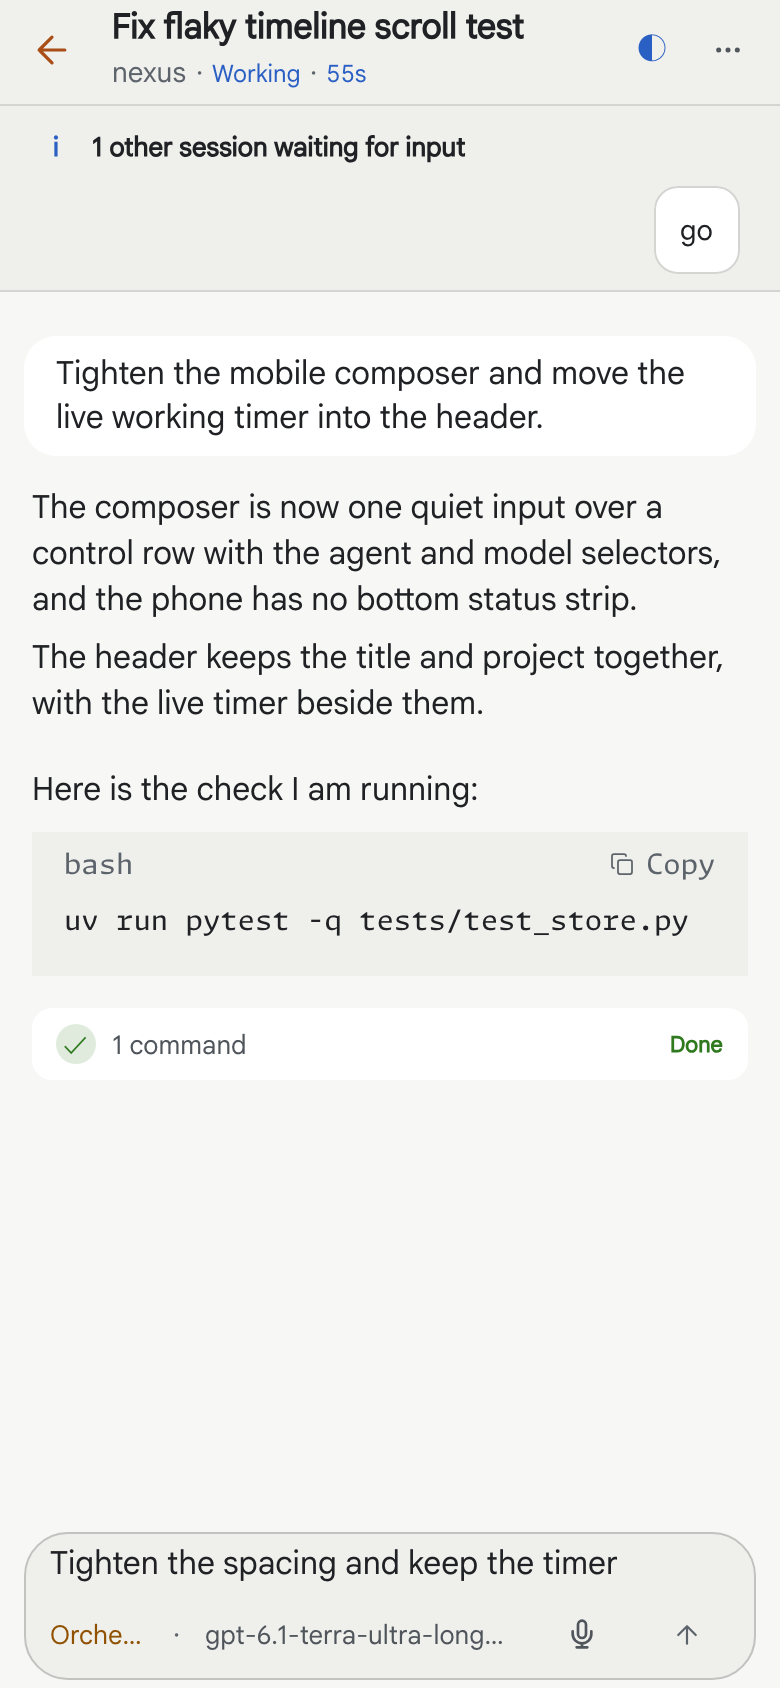 Fix flaky timeline scroll test
nexus · Working · 55s
1 other session waiting for input
go
Tighten the mobile composer and move the
live working timer into the header.
The composer is now one quiet input over a
control row with the agent and model selectors,
and the phone has no bottom status strip.
The header keeps the title and project together,
with the live timer beside them.
Here is the check I am running:
bash
Copy
uv run pytest -q tests/test_store.py
1 command
Done
Tighten the spacing and keep the timer
Orche... · gpt-6.1-terra-ultra-long...